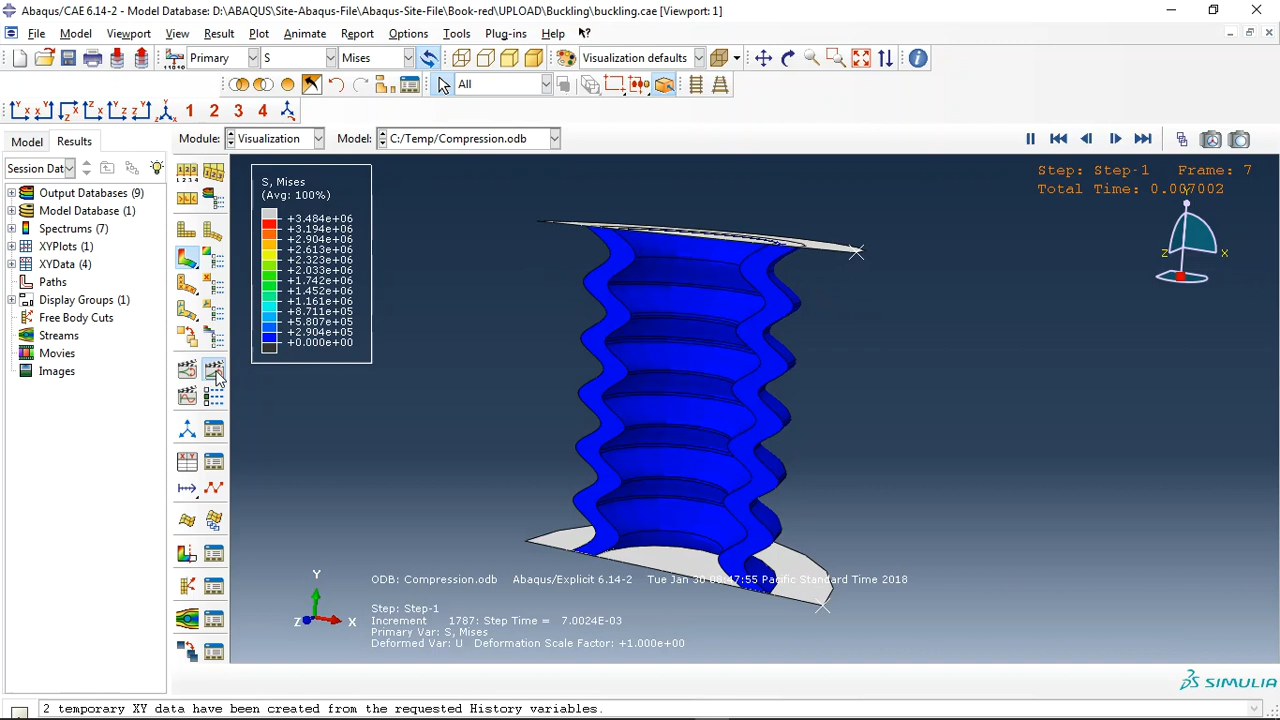 Abaqus/CAE 6.14-2 - Model Database: D:\ABAQUS\Site-Abaqus-File\Abaqus-Site-File\Book-red\UPLOAD\Buckling\buckling.cae [Viewport: 1]
File Model Viewport View Result Plot Animate Report Options Tools Plug-ins Help
Primary S Mises Visualization defaults
All
1 2 3 4
Model Results Module: Visualization Model: C:/Temp/Compression.odb
Session Dat
Output Databases (9)
Model Database (1)
Spectrums (7)
XYPlots (1)
XYData (4)
Paths
Display Groups (1)
Free Body Cuts
Streams
Movies
Images
S, Mises
(Avg: 100%)
+3.484e+06
+3.194e+06
+2.904e+06
+2.613e+06
+2.323e+06
+2.033e+06
+1.742e+06
+1.452e+06
+1.161e+06
+8.711e+05
+5.807e+05
+2.904e+05
+0.000e+00
Step: Step-1 Frame: 7
Total Time: 0.007002
Y
Z X
ODB: Compression.odb Abaqus/Explicit 6.14-2 Tue Jan 30 08:47:55 Pacific Standard Time 2018
Step: Step-1
Increment 1787: Step Time = 7.0024E-03
Primary Var: S, Mises
Deformed Var: U Deformation Scale Factor: +1.000e+00
Y
Z X
SIMULIA
2 temporary XY data have been created from the requested History variables.